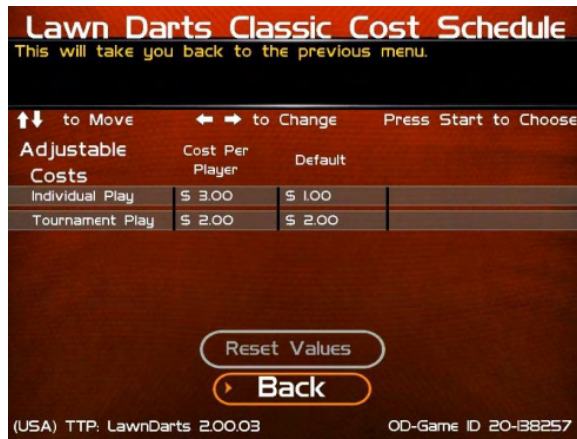 Lawn Darts Classic Cost Schedule
This will take you back to the previous menu.
to Move to Change Press Start to Choose
Adjustable Costs Cost Per Player Default
Individual Play $ 3.00 $ 1.00
Tournament Play $ 2.00 $ 2.00
Reset Values
Back
(USA) TTP: LawnDarts 2.00.03 OD-Game ID 20-138257